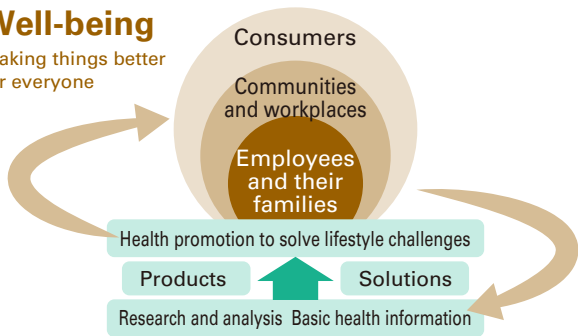 Well-being
aking things better
r everyone
Consumers
Communities
and workplaces
Employees
and their
families
Health promotion to solve lifestyle challenges
Products
Solutions
Research and analysis Basic health information